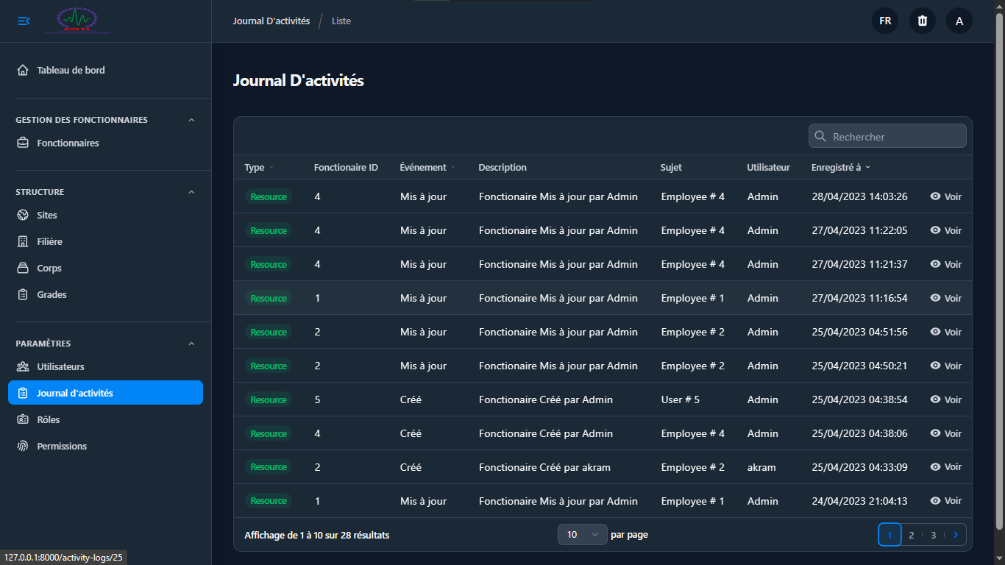 Journal D'activités / Liste
FR
A
Tableau de bord
GESTION DES FONCTIONNAIRES
Fonctionnaires
STRUCTURE
Sites
Filière
Corps
Grades
PARAMÈTRES
Utilisateurs
Journal d'activités
Rôles
Permissions
127.0.0.1:8000/activity-logs/25
Journal D'activités
Rechercher
Type Fonctionaire ID Événement Description Sujet Utilisateur Enregistré à
Resource 4 Mis à jour Fonctionaire Mis à jour par Admin Employee # 4 Admin 28/04/2023 14:03:26 Voir
Resource 4 Mis à jour Fonctionaire Mis à jour par Admin Employee # 4 Admin 27/04/2023 11:22:05 Voir
Resource 4 Mis à jour Fonctionaire Mis à jour par Admin Employee # 4 Admin 27/04/2023 11:21:37 Voir
Resource 1 Mis à jour Fonctionaire Mis à jour par Admin Employee # 1 Admin 27/04/2023 11:16:54 Voir
Resource 2 Mis à jour Fonctionaire Mis à jour par Admin Employee # 2 Admin 25/04/2023 04:51:56 Voir
Resource 2 Mis à jour Fonctionaire Mis à jour par Admin Employee # 2 Admin 25/04/2023 04:50:21 Voir
Resource 5 Créé Fonctionaire Créé par Admin User # 5 Admin 25/04/2023 04:38:54 Voir
Resource 4 Créé Fonctionaire Créé par Admin Employee # 4 Admin 25/04/2023 04:38:06 Voir
Resource 2 Créé Fonctionaire Créé par akram Employee # 2 akram 25/04/2023 04:33:09 Voir
Resource 1 Mis à jour Fonctionaire Mis à jour par Admin Employee # 1 Admin 24/04/2023 21:04:13 Voir
Affichage de 1 à 10 sur 28 résultats 10 par page 1 2 3